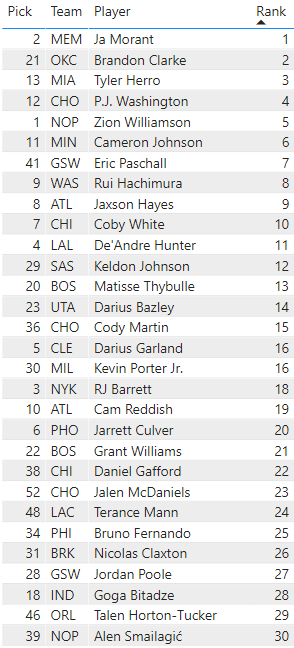 Pick Team Player Rank
2 MEM Ja Morant 1
21 OKC Brandon Clarke 2
13 MIA Tyler Herro 3
12 CHO P.J. Washington 4
1 NOP Zion Williamson 5
11 MIN Cameron Johnson 6
41 GSW Eric Paschall 7
9 WAS Rui Hachimura 8
8 ATL Jaxson Hayes 9
7 CHI Coby White 10
4 LAL De'Andre Hunter 11
29 SAS Keldon Johnson 12
20 BOS Matisse Thybulle 13
23 UTA Darius Bazley 14
36 CHO Cody Martin 15
5 CLE Darius Garland 16
30 MIL Kevin Porter Jr. 16
3 NYK RJ Barrett 18
10 ATL Cam Reddish 19
6 PHO Jarrett Culver 20
22 BOS Grant Williams 21
38 CHI Daniel Gafford 22
52 CHO Jalen McDaniels 23
48 LAC Terance Mann 24
34 PHI Bruno Fernando 25
31 BRK Nicolas Claxton 26
28 GSW Jordan Poole 27
18 IND Goga Bitadze 28
46 ORL Talen Horton-Tucker 29
39 NOP Alen Smailagić 30